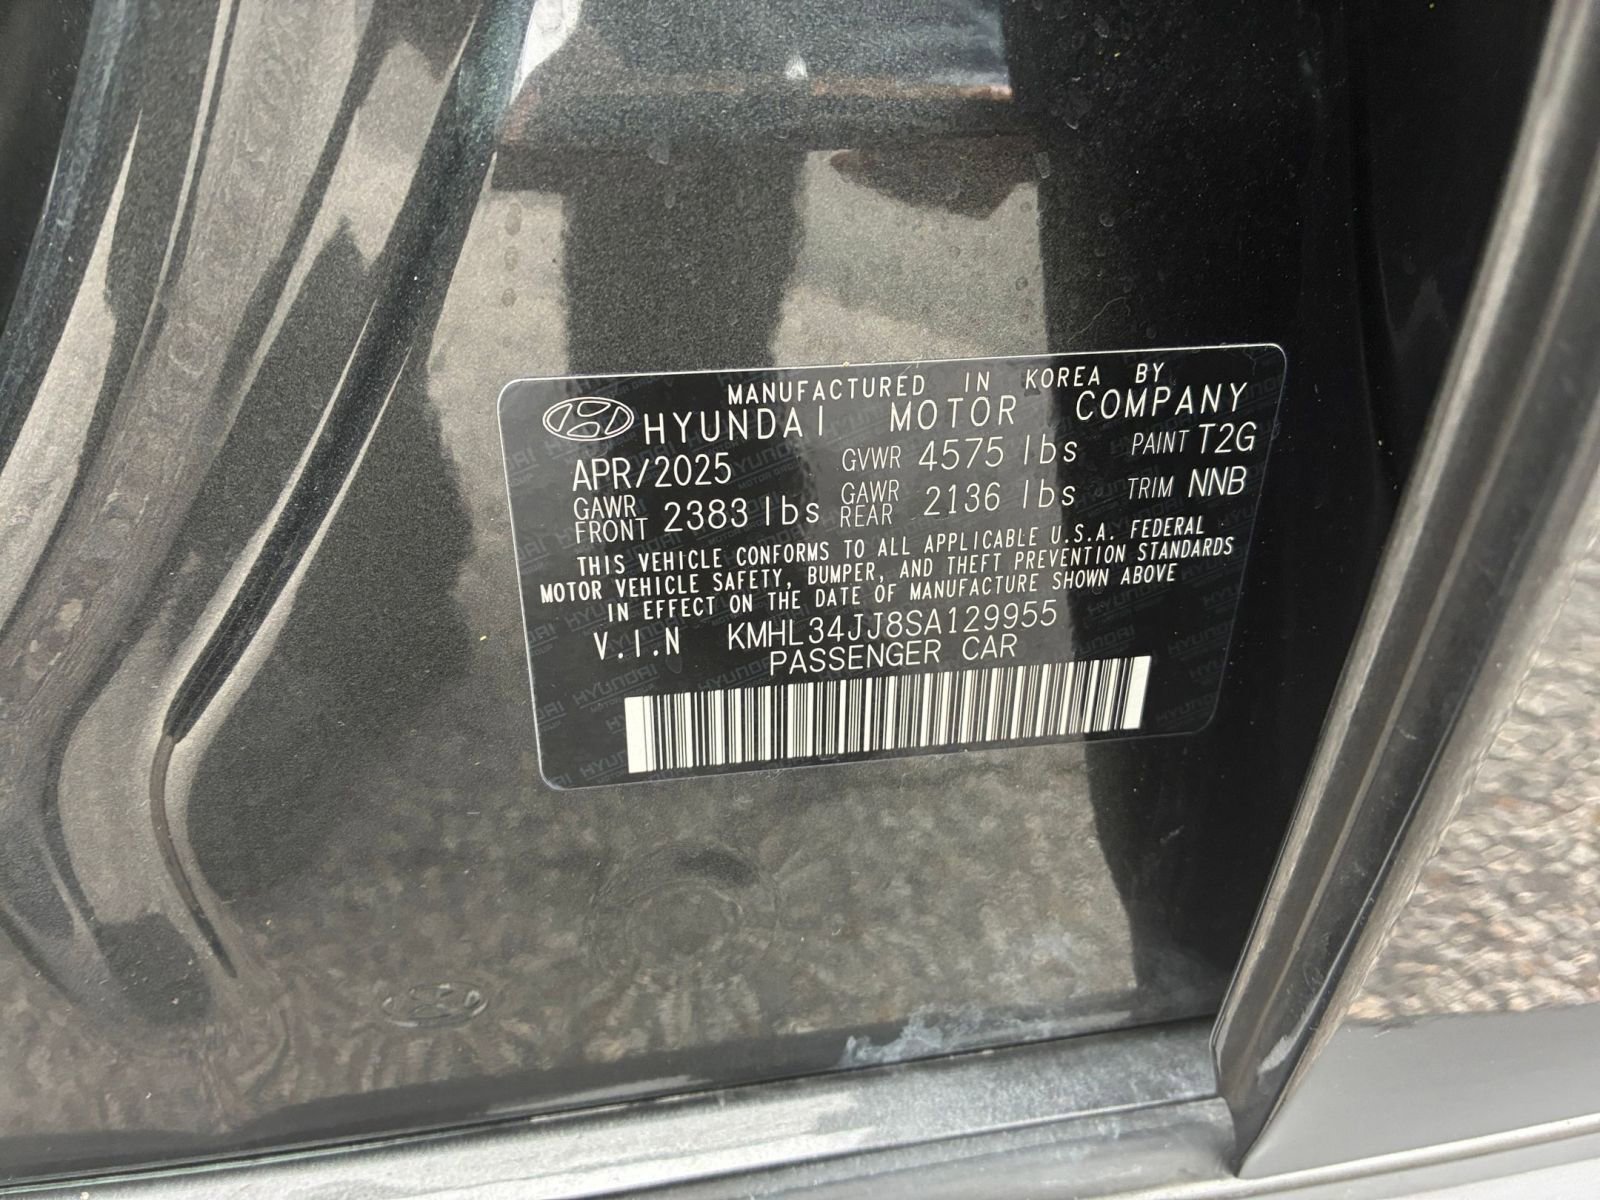 MANUFACTURED IN KOREA BY
HYUNDAI MOTOR COMPANY
APR/2025 GVWR 4575 lbs PAINT T2G
GAWR FRONT 2383 lbs GAWR REAR 2136 lbs TRIM NNB
THIS VEHICLE CONFORMS TO ALL APPLICABLE U.S.A. FEDERAL
MOTOR VEHICLE SAFETY, BUMPER, AND THEFT PREVENTION STANDARDS
IN EFFECT ON THE DATE OF MANUFACTURE SHOWN ABOVE
V.I.N KMHL34JJ8SA129955
PASSENGER CAR